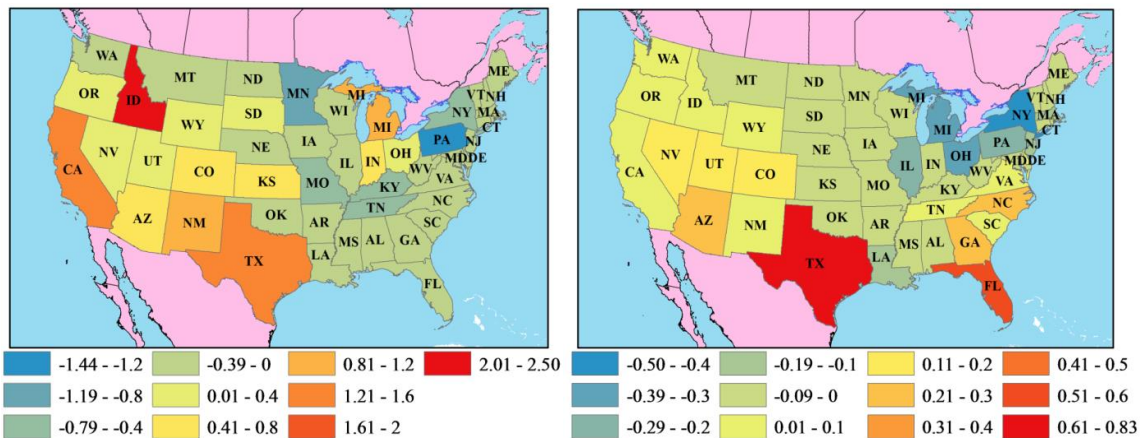 WA MT ND MN ME
OR ID SD WI MI NY VT NH MA CT
WY IA NE PA NJ
NV UT CO KS MO IL IN OH WV MD DE VA
CA AZ NM OK AR KY TN NC SC
TX LA MS AL GA FL
-1.44 - -1.2 -0.39 - 0 0.81 - 1.2 2.01 - 2.50
-1.19 - -0.8 0.01 - 0.4 1.21 - 1.6
-0.79 - -0.4 0.41 - 0.8 1.61 - 2
WA MT ND MN ME
OR ID SD WI MI NY VT NH MA CT
WY IA NE PA NJ
NV UT CO KS MO IL IN OH WV MD DE VA
CA AZ NM OK AR KY TN NC SC
TX LA MS AL GA FL
-0.50 - -0.4 -0.19 - -0.1 0.11 - 0.2 0.41 - 0.5
-0.39 - -0.3 -0.09 - 0 0.21 - 0.3 0.51 - 0.6
-0.29 - -0.2 0.01 - 0.1 0.31 - 0.4 0.61 - 0.83